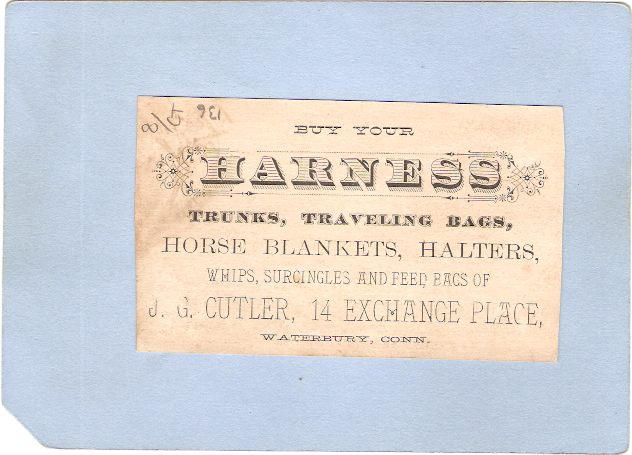 BUY YOUR
HARNESS
TRUNKS, TRAVELING BAGS,
HORSE BLANKETS, HALTERS,
WHIPS, SURCINGLES AND FEED BAGS OF
J. G. CUTLER, 14 EXCHANGE PLACE,
WATERBURY, CONN.